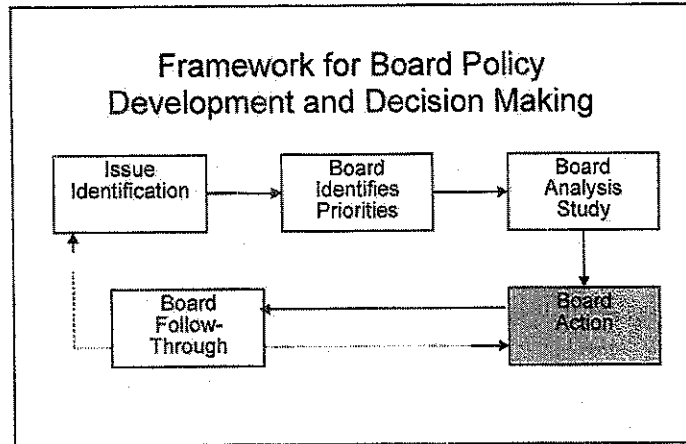 Framework for Board Policy
Development and Decision Making
Issue
Identification
Board
Identifies
Priorities
Board
Analysis
Study
Board
Follow-
Through
Board
Action